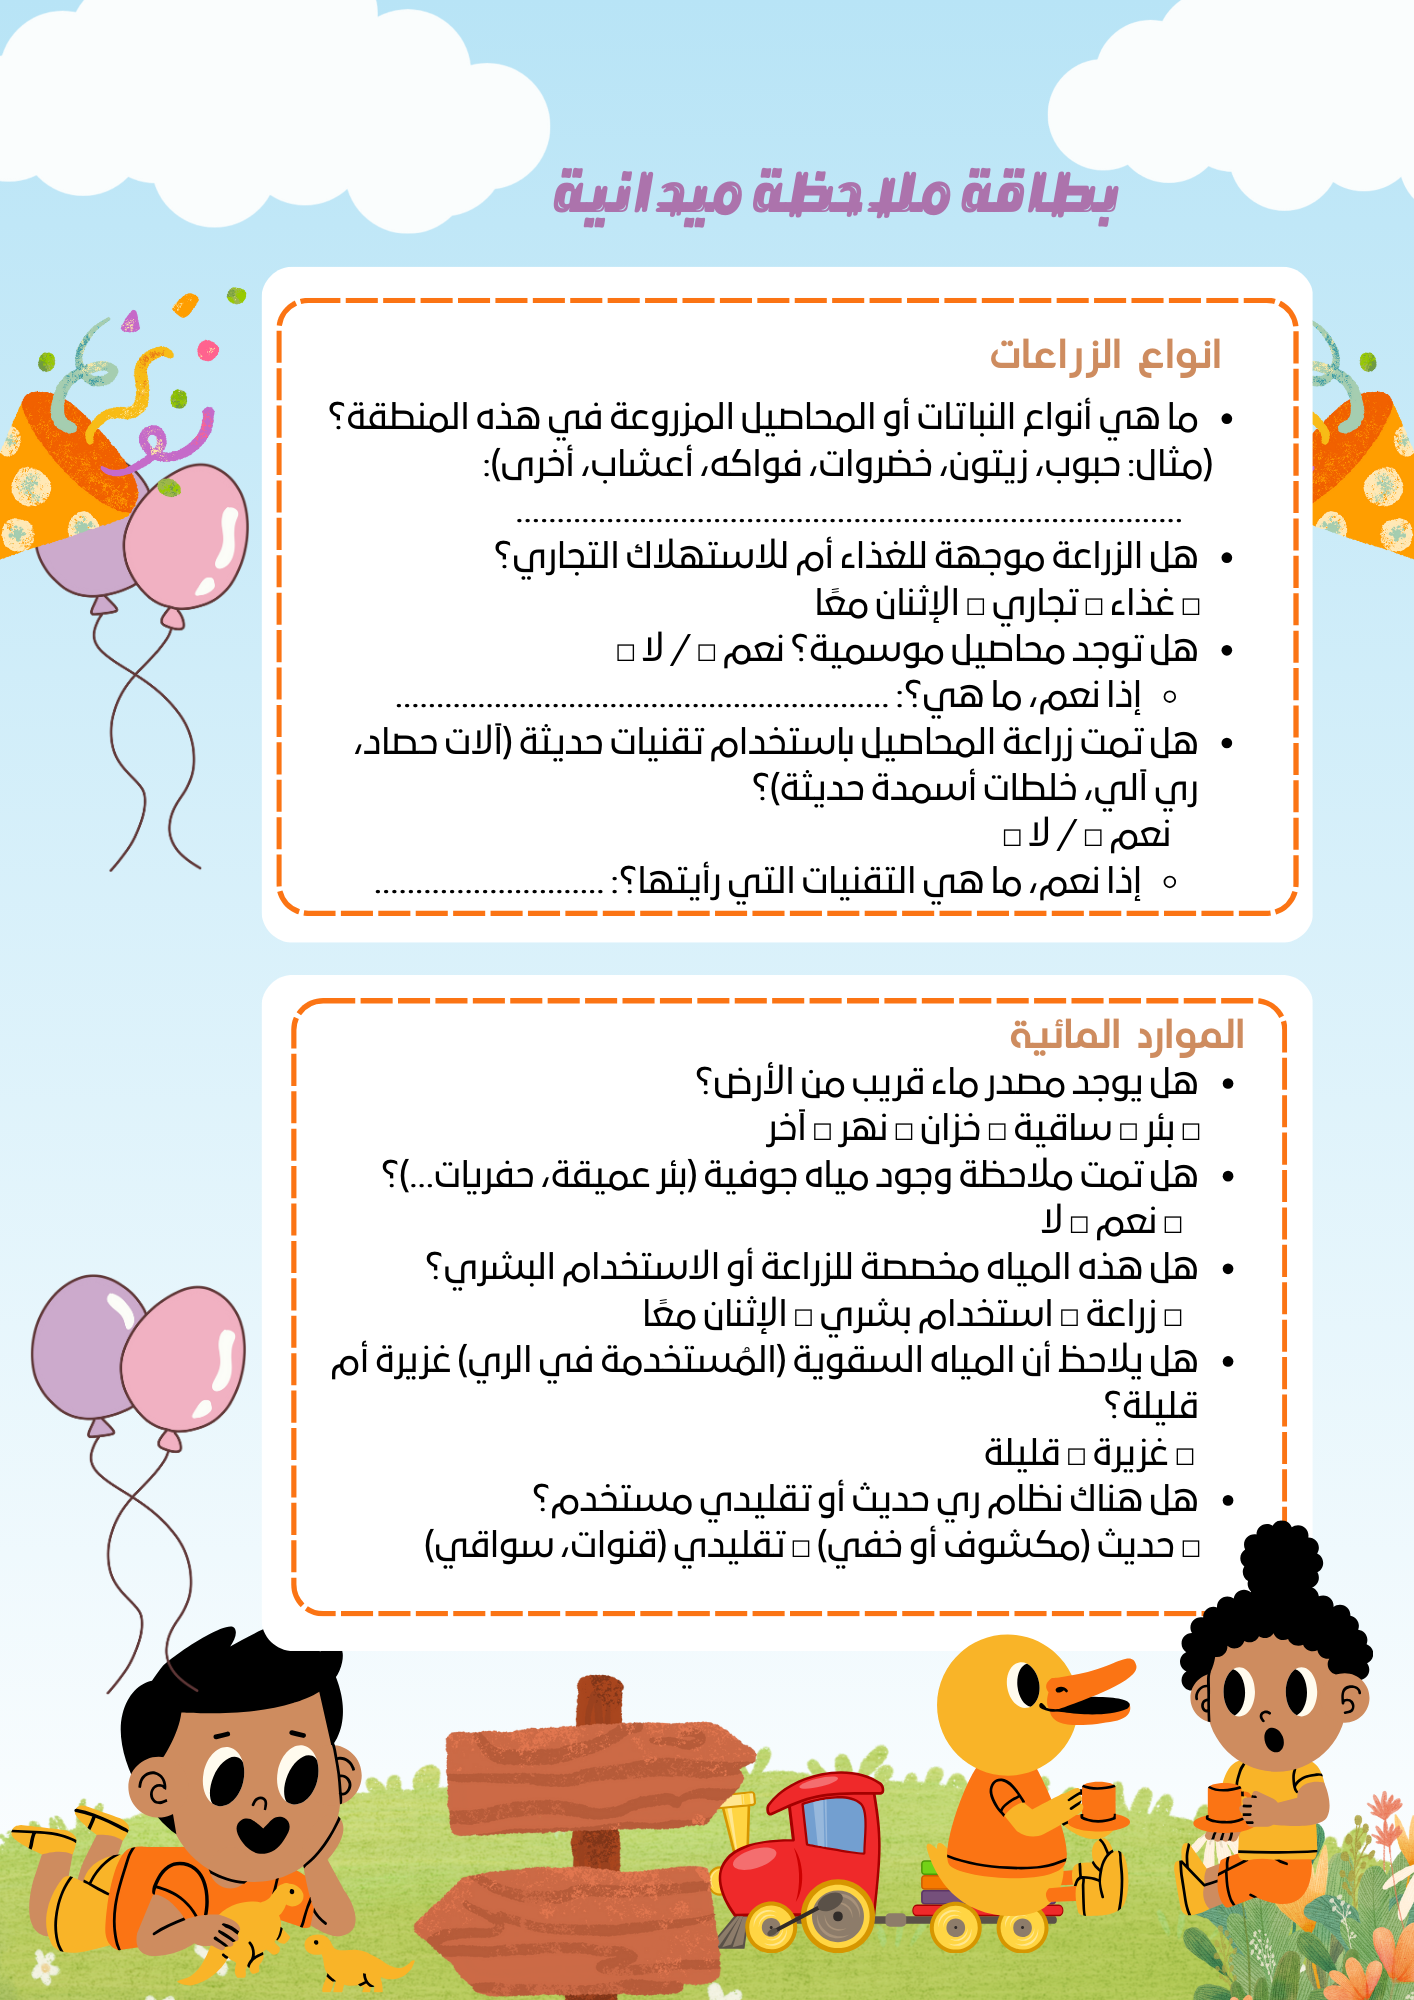 بطاقة ملاحظة ميدانية
انواع الزراعات
• ما هي أنواع النباتات أو المحاصيل المزروعة في هذه المنطقة؟
(مثال: حبوب، زيتون، خضروات، فواكه، أعشاب، أخرى):
................................................................................
• هل الزراعة موجهة للغذاء أم للاستهلاك التجاري؟
□ غذاء □ تجاري □ الإثنان معًا
• هل توجد محاصيل موسمية؟ نعم □ / لا □
○ إذا نعم، ما هي؟: ............................................................
• هل تمت زراعة المحاصيل باستخدام تقنيات حديثة (آلات حصاد،
ري آلي، خلطات أسمدة حديثة)؟
نعم □ / لا □
○ إذا نعم، ما هي التقنيات التي رأيتها؟: ............................
الموارد المائية
• هل يوجد مصدر ماء قريب من الأرض؟
□ بئر □ ساقية □ خزان □ نهر □ آخر
• هل تمت ملاحظة وجود مياه جوفية (بئر عميقة، حفريات...)؟
□ نعم □ لا
• هل هذه المياه مخصصة للزراعة أو الاستخدام البشري؟
□ زراعة □ استخدام بشري □ الإثنان معًا
• هل يلاحظ أن المياه السقوية (المُستخدمة في الري) غزيرة أم
قليلة؟
□ غزيرة □ قليلة
• هل هناك نظام ري حديث أو تقليدي مستخدم؟
□ حديث (مكشوف أو خفي) □ تقليدي (قنوات، سواقي)